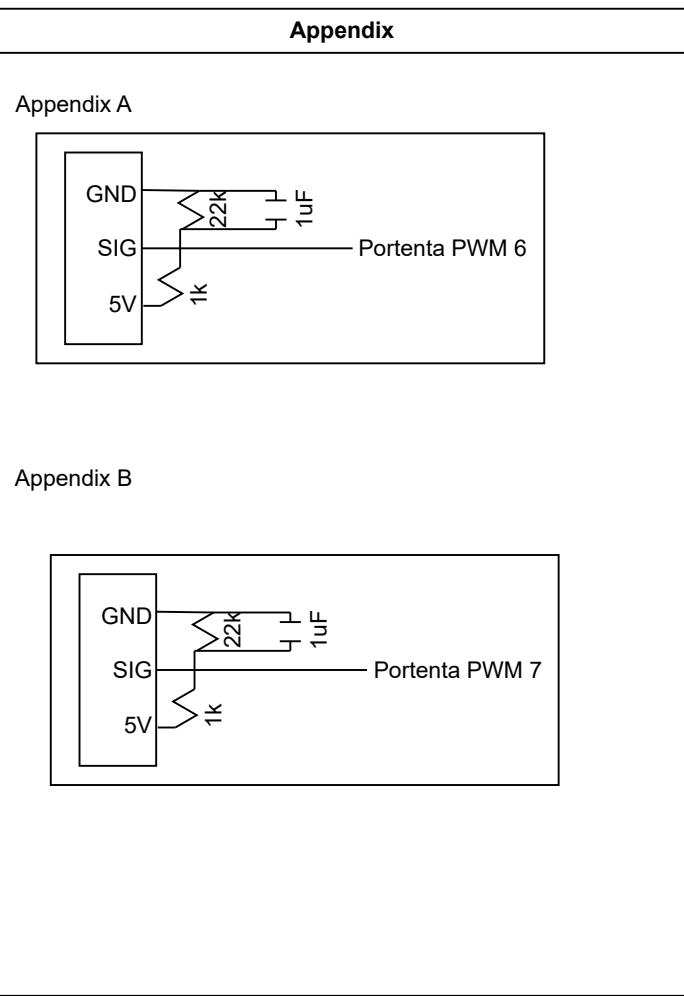 Appendix
Appendix A
GND
22k
1uF
SIG
Portenta PWM 6
5V
1k
Appendix B
GND
22k
1uF
SIG
Portenta PWM 7
5V
1k